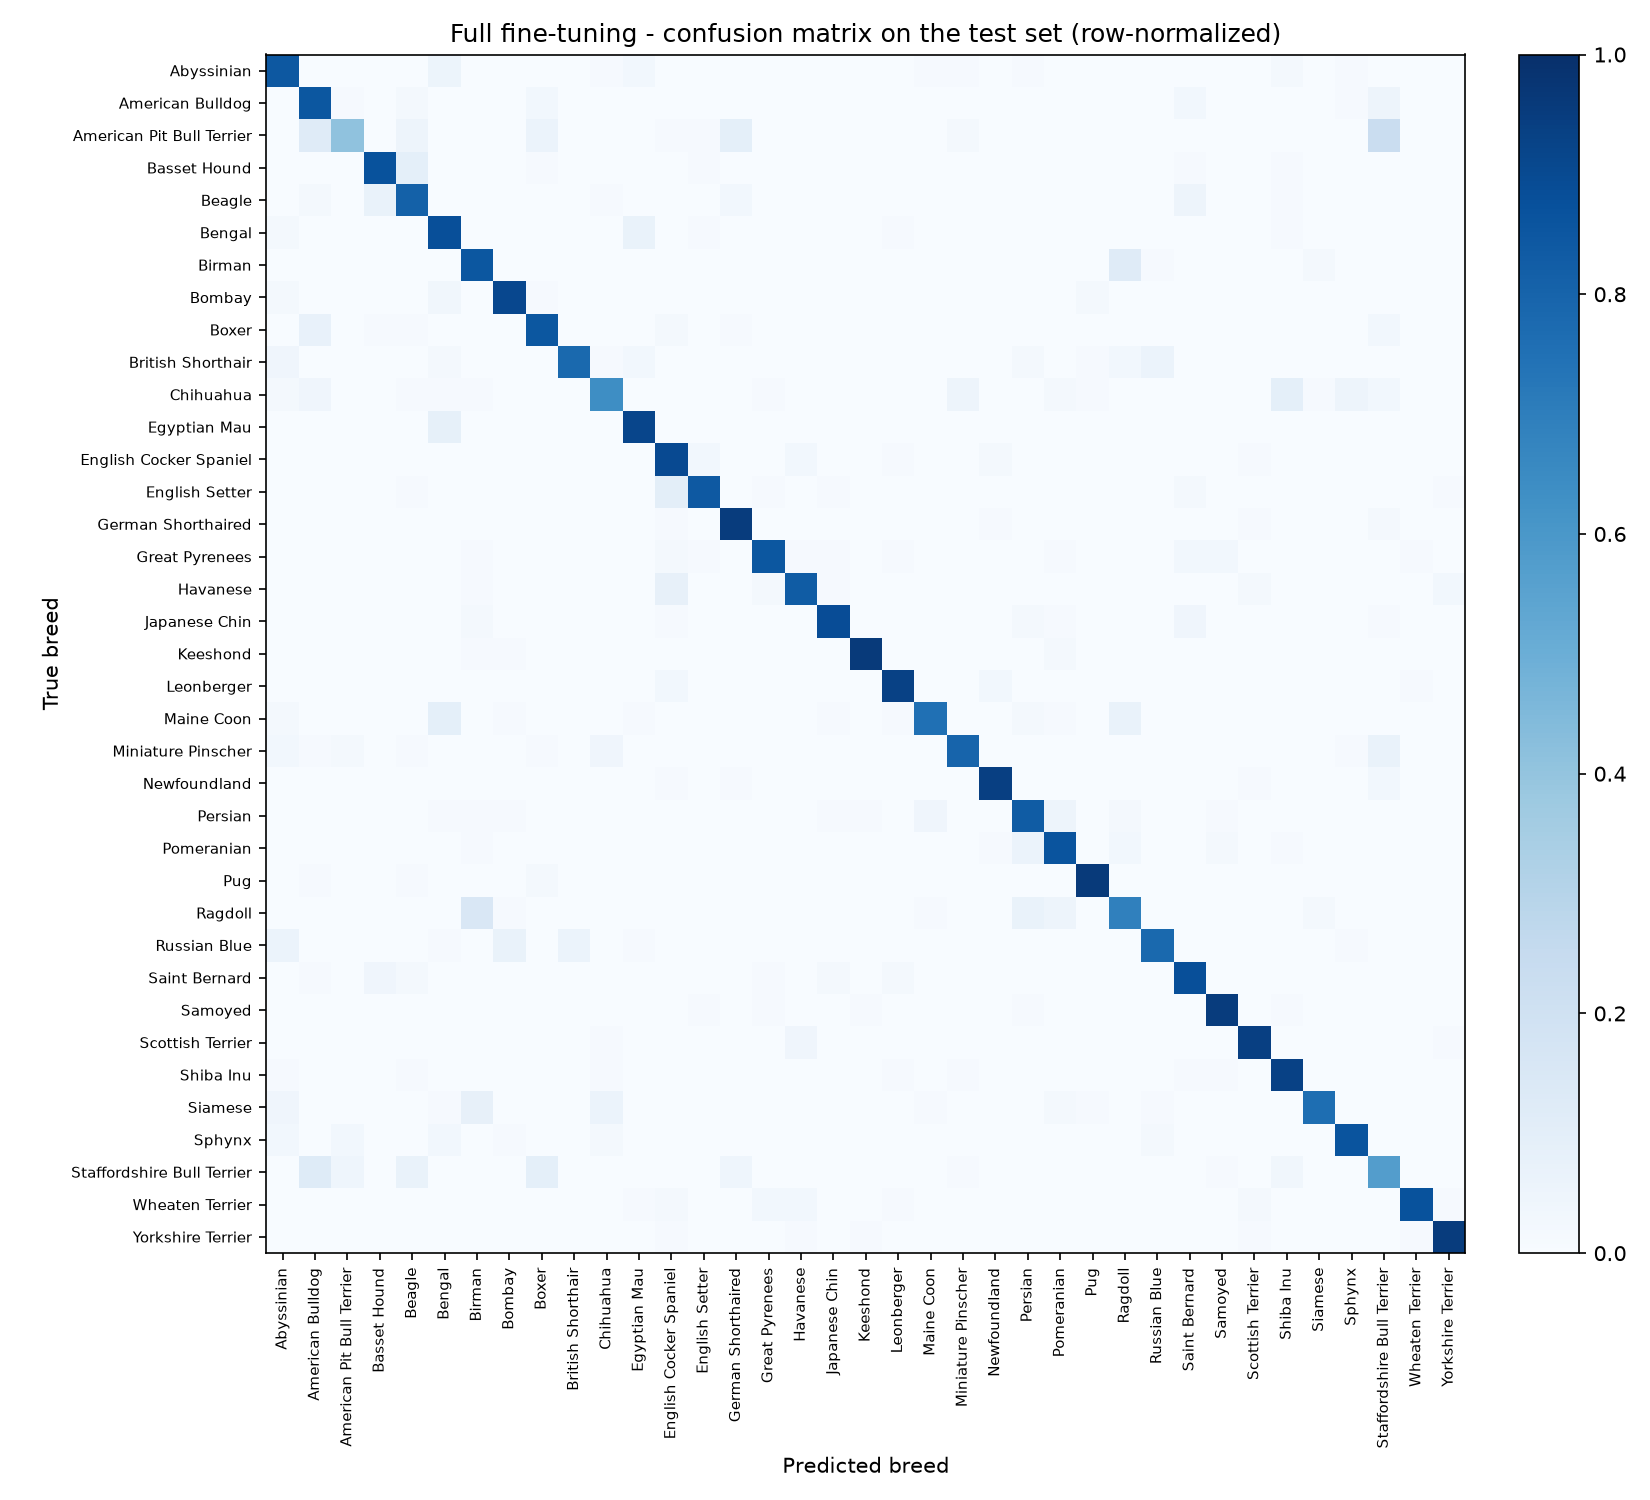 Full fine-tuning - confusion matrix on the test set (row-normalized)
True breed
Abyssinian
American Bulldog
American Pit Bull Terrier
Basset Hound
Beagle
Bengal
Birman
Bombay
Boxer
British Shorthair
Chihuahua
Egyptian Mau
English Cocker Spaniel
English Setter
German Shorthaired
Great Pyrenees
Havanese
Japanese Chin
Keeshond
Leonberger
Maine Coon
Miniature Pinscher
Newfoundland
Persian
Pomeranian
Pug
Ragdoll
Russian Blue
Saint Bernard
Samoyed
Scottish Terrier
Shiba Inu
Siamese
Sphynx
Staffordshire Bull Terrier
Wheaten Terrier
Yorkshire Terrier
Abyssinian
American Bulldog
American Pit Bull Terrier
Basset Hound
Beagle
Bengal
Birman
Bombay
Boxer
British Shorthair
Chihuahua
Egyptian Mau
English Cocker Spaniel
English Setter
German Shorthaired
Great Pyrenees
Havanese
Japanese Chin
Keeshond
Leonberger
Maine Coon
Miniature Pinscher
Newfoundland
Persian
Pomeranian
Pug
Ragdoll
Russian Blue
Saint Bernard
Samoyed
Scottish Terrier
Shiba Inu
Siamese
Sphynx
Staffordshire Bull Terrier
Wheaten Terrier
Yorkshire Terrier
Predicted breed
1.0
0.8
0.6
0.4
0.2
0.0